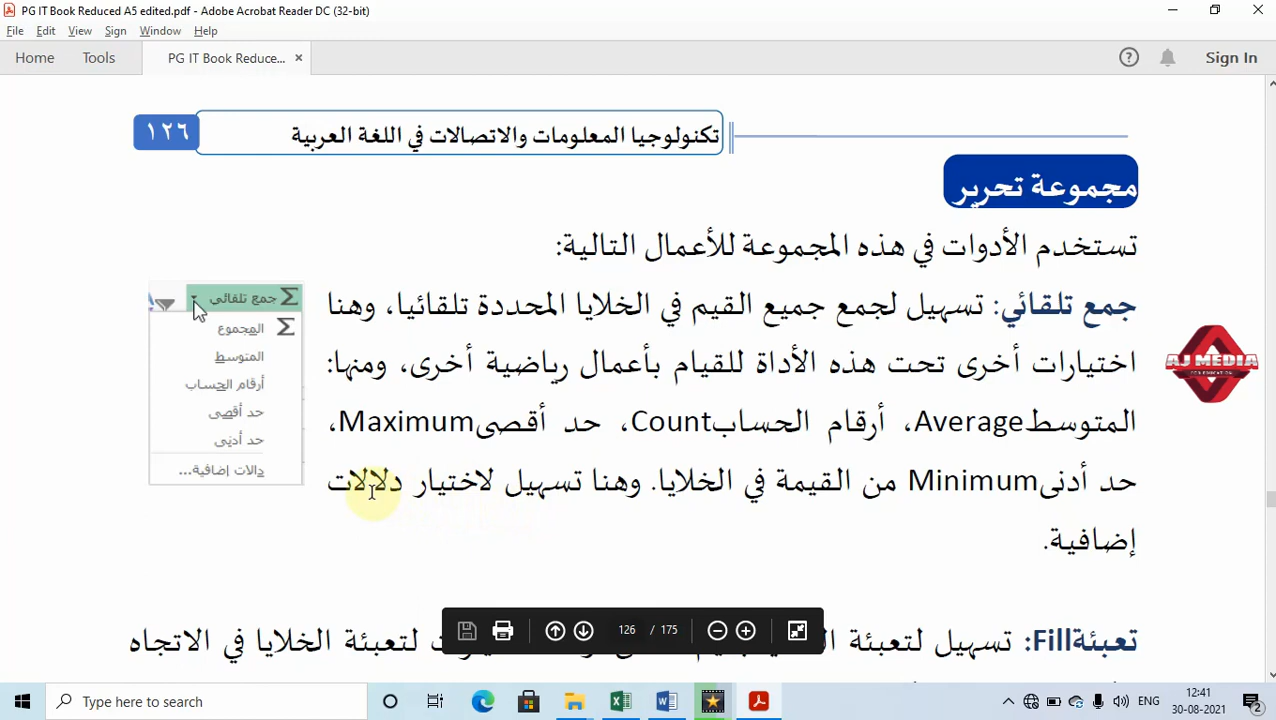 PG IT Book Reduced A5 edited.pdf - Adobe Acrobat Reader DC (32-bit)
File Edit View Sign Window Help
Home Tools PG IT Book Reduce... × Sign In
تكنولوجيا المعلومات والاتصالات في اللغة العربية ١٢٦
مجموعة تحرير
تستخدم الأدوات في هذه المجموعة للأعمال التالية:
جمع تلقائي: تسهيل لجمع جميع القيم في الخلايا المحددة تلقائيا، وهنا
اختيارات أخرى تحت هذه الأداة للقيام بأعمال رياضية أخرى، ومنها:
المتوسطAverage، أرقام الحسابCount، حد أقصىMaximum،
حد أدنىMinimum من القيمة في الخلايا. وهنا تسهيل لاختيار دلالات
إضافية.
Σ جمع تلقائي
Σ المجموع
المتوسط
أرقام الحساب
حد أقصى
حد أدنى
دالات إضافية...
AJ MEDIA
FOR EDUCATION
تعبئةFill: تسهيل لتعبئة لتعبئة الخلايا في الاتجاه
126 / 175
Type here to search
ENG 12:41
30-08-2021
2